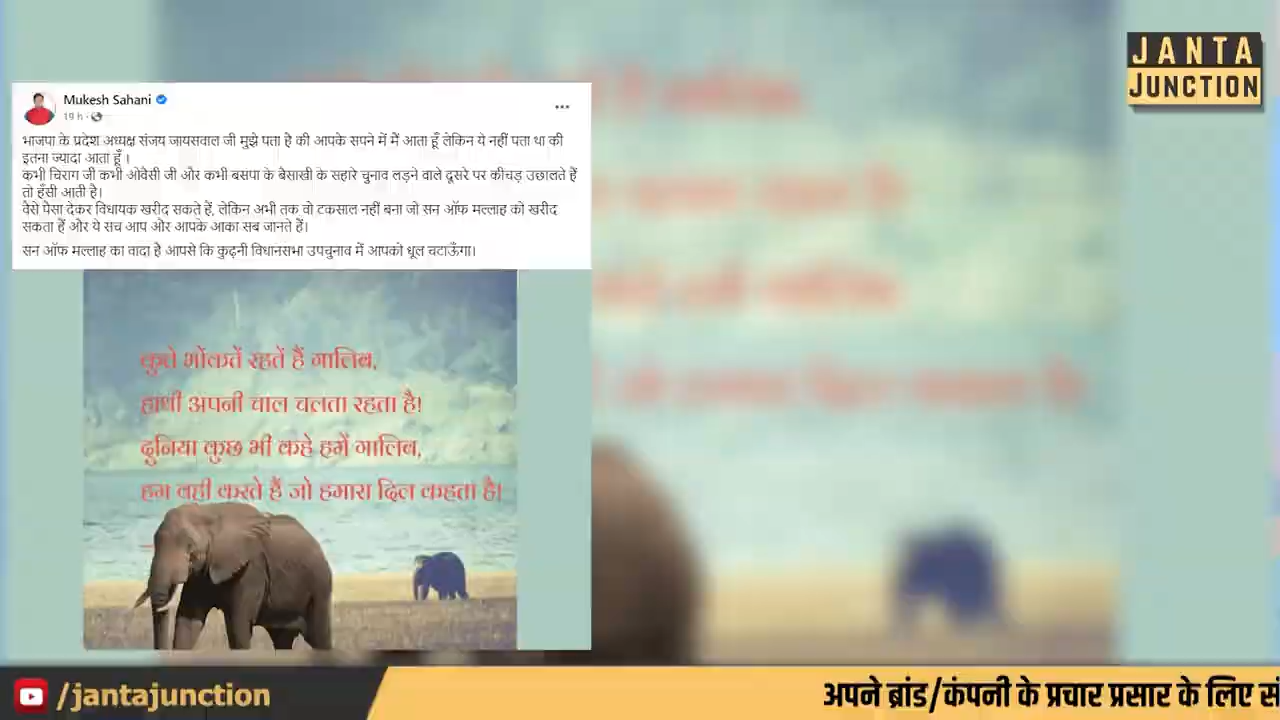 JANTA
JUNCTION
Mukesh Sahani
19 h
भाजपा के प्रदेश अध्यक्ष संजय जायसवाल जी मुझे पता है की आपके सपने में मैं आता हूँ लेकिन ये नहीं पता था की
इतना ज्यादा आता हूँ ।
कभी चिराग जी कभी ओवैसी जी और कभी बसपा के बैसाखी के सहारे चुनाव लड़ने वाले दूसरे पर कीचड़ उछालते हैं
तो हँसी आती है।
वैसे पैसा देकर विधायक खरीद सकते हैं, लेकिन अभी तक वो टकसाल नहीं बना जो सन ऑफ मल्लाह को खरीद
सकता हैं और ये सच आप और आपके आका सब जानते हैं।
सन ऑफ मल्लाह का वादा है आपसे कि कुढ़नी विधानसभा उपचुनाव में आपको धूल चटाऊँगा।
कुत्ते भोंकतें रहतें हैं गालिब,
हाथी अपनी चाल चलता रहता है!
दुनिया कुछ भी कहे हमें गालिब,
हम वही करते हैं जो हमारा दिल कहता है।
/jantajunction
अपने ब्रांड/कंपनी के प्रचार प्रसार के लिए